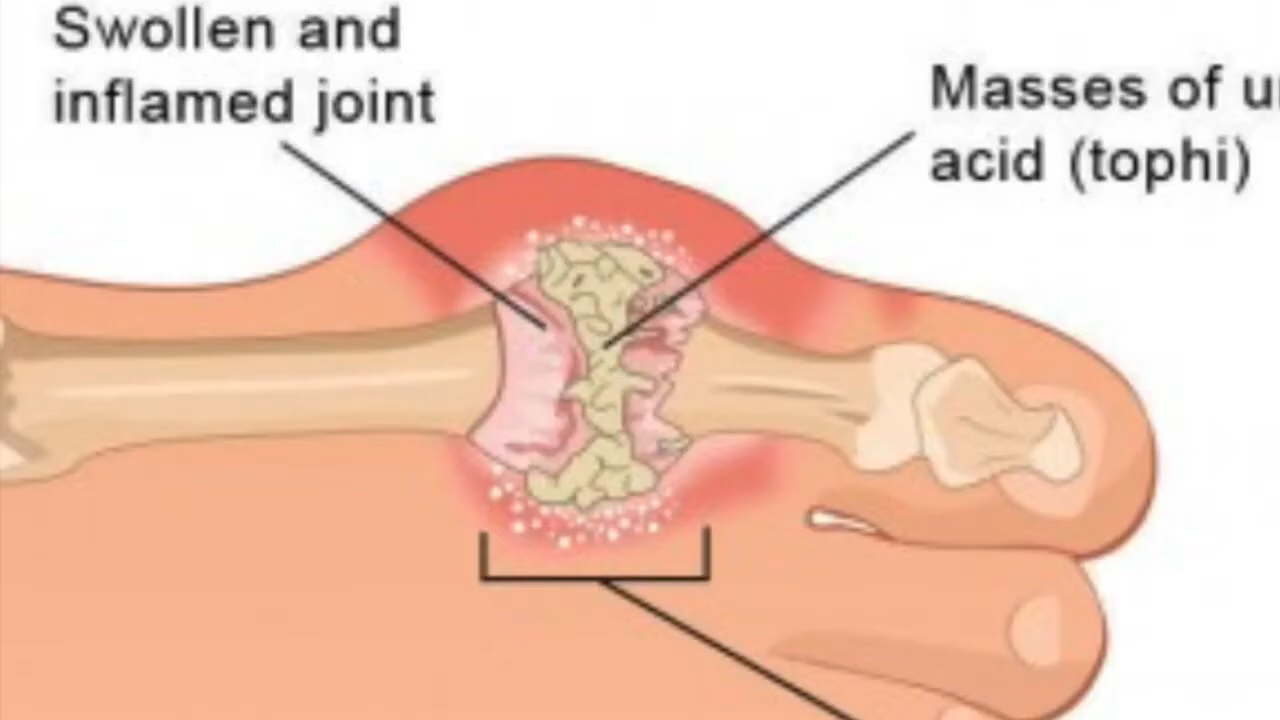 Swollen and
inflamed joint
Masses of
acid (tophi)